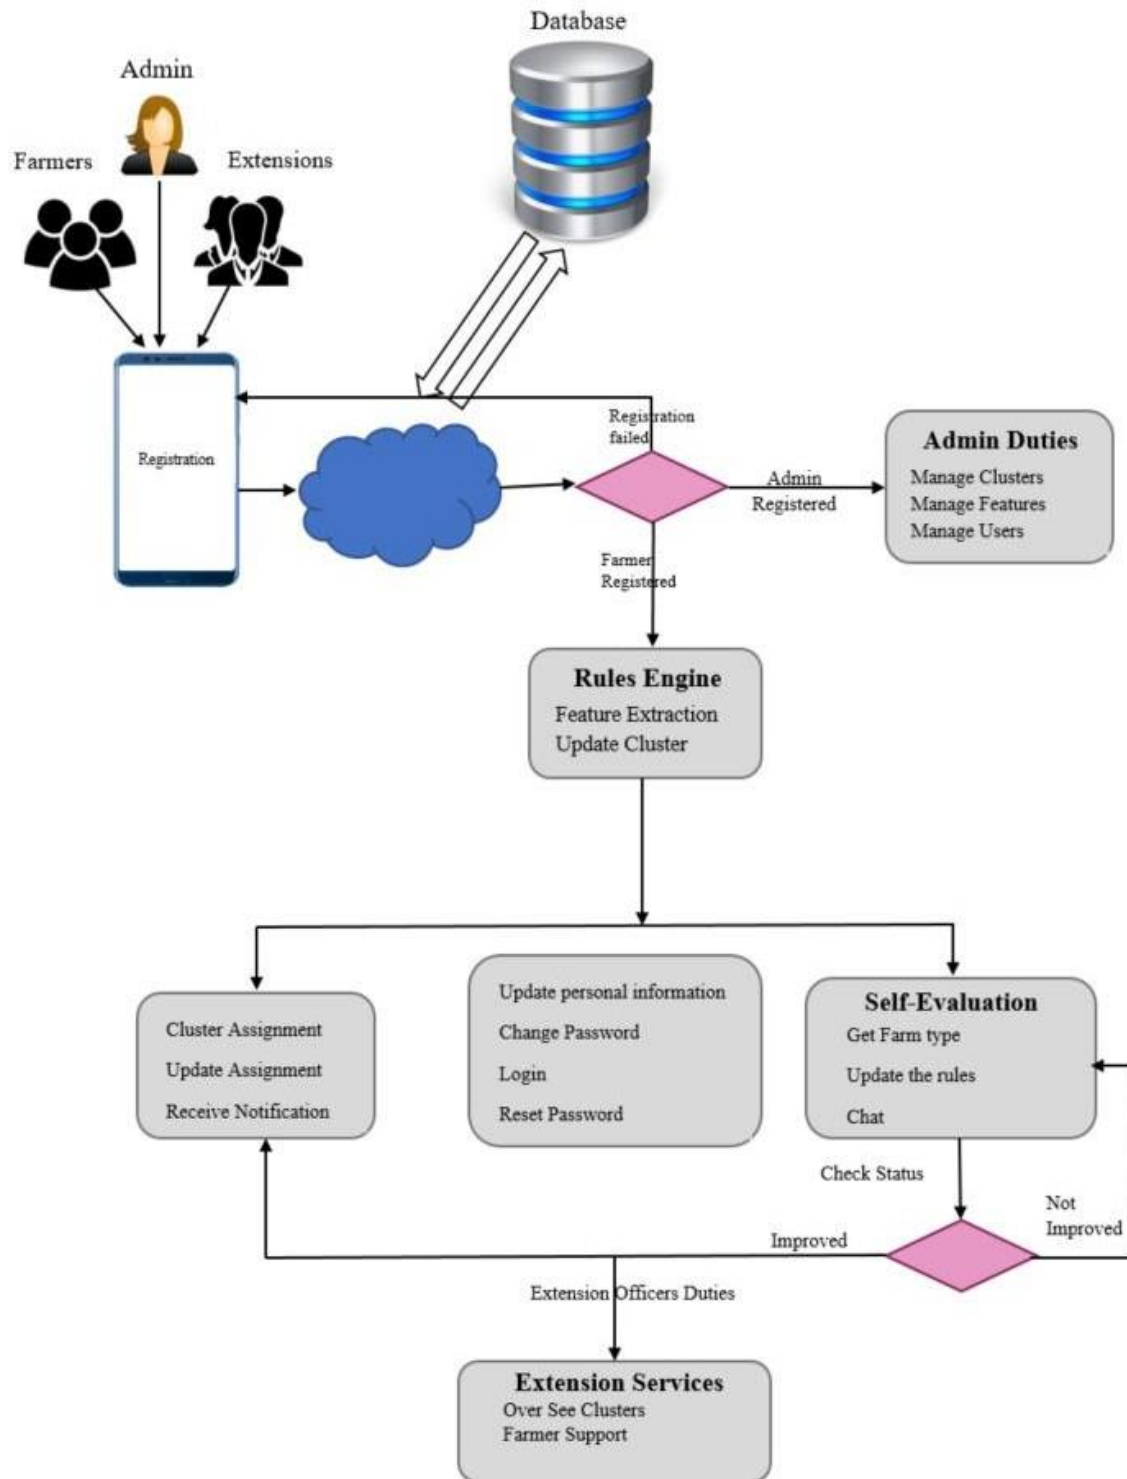 Database
Admin
Farmers
Extensions
Registration
Registration
failed
Admin
Registered
Admin Duties
Manage Clusters
Manage Features
Manage Users
Farmer
Registered
Rules Engine
Feature Extraction
Update Cluster
Cluster Assignment
Update Assignment
Receive Notification
Update personal information
Change Password
Login
Reset Password
Self-Evaluation
Get Farm type
Update the rules
Chat
Check Status
Not
Improved
Improved
Extension Officers Duties
Extension Services
Over See Clusters
Farmer Support